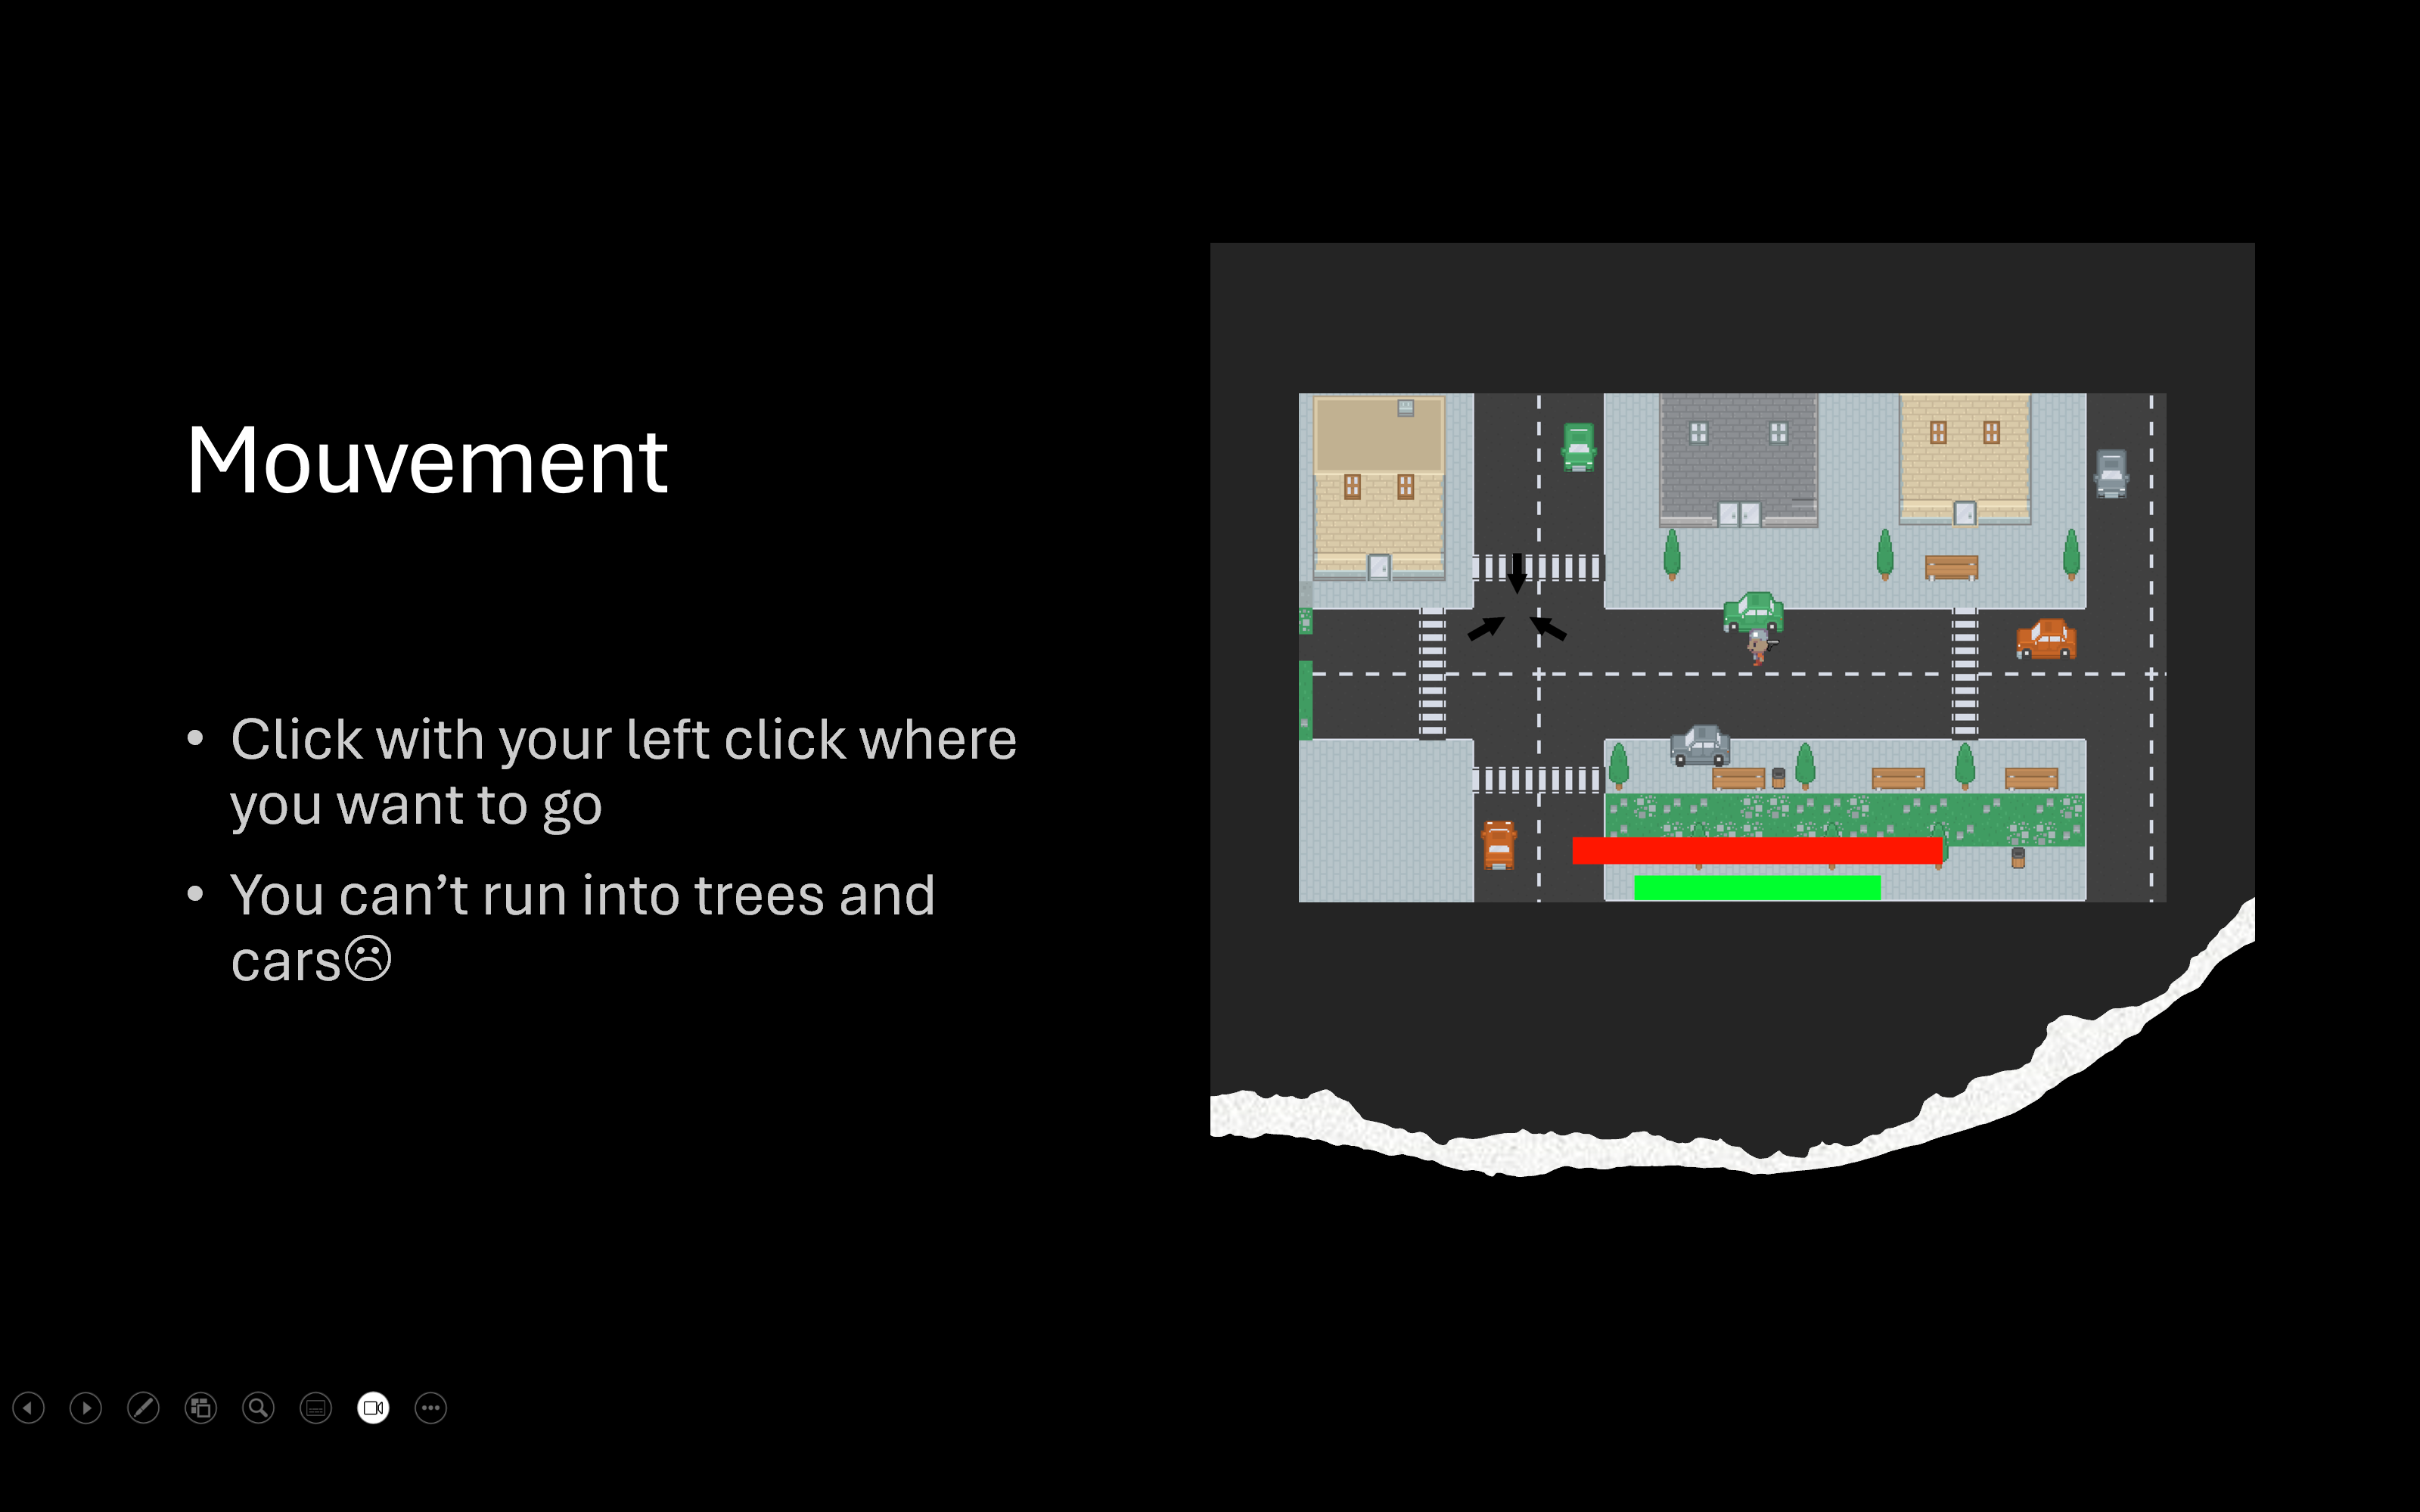 Mouvement
• Click with your left click where
you want to go
• You can’t run into trees and
cars☹